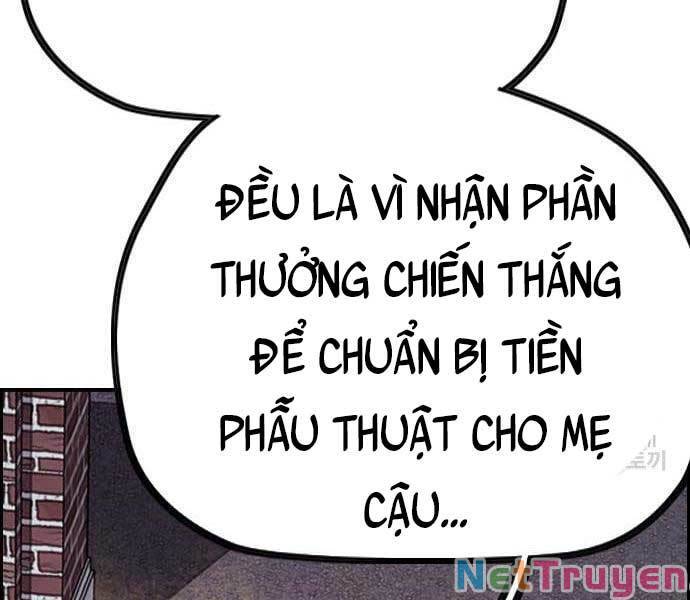 ĐỀU LÀ VÌ NHẬN PHẦN
THƯỞNG CHIẾN THẮNG
ĐỂ CHUẨN BỊ TIỀN
PHẪU THUẬT CHO MẸ
CẬU...
NetTruyen